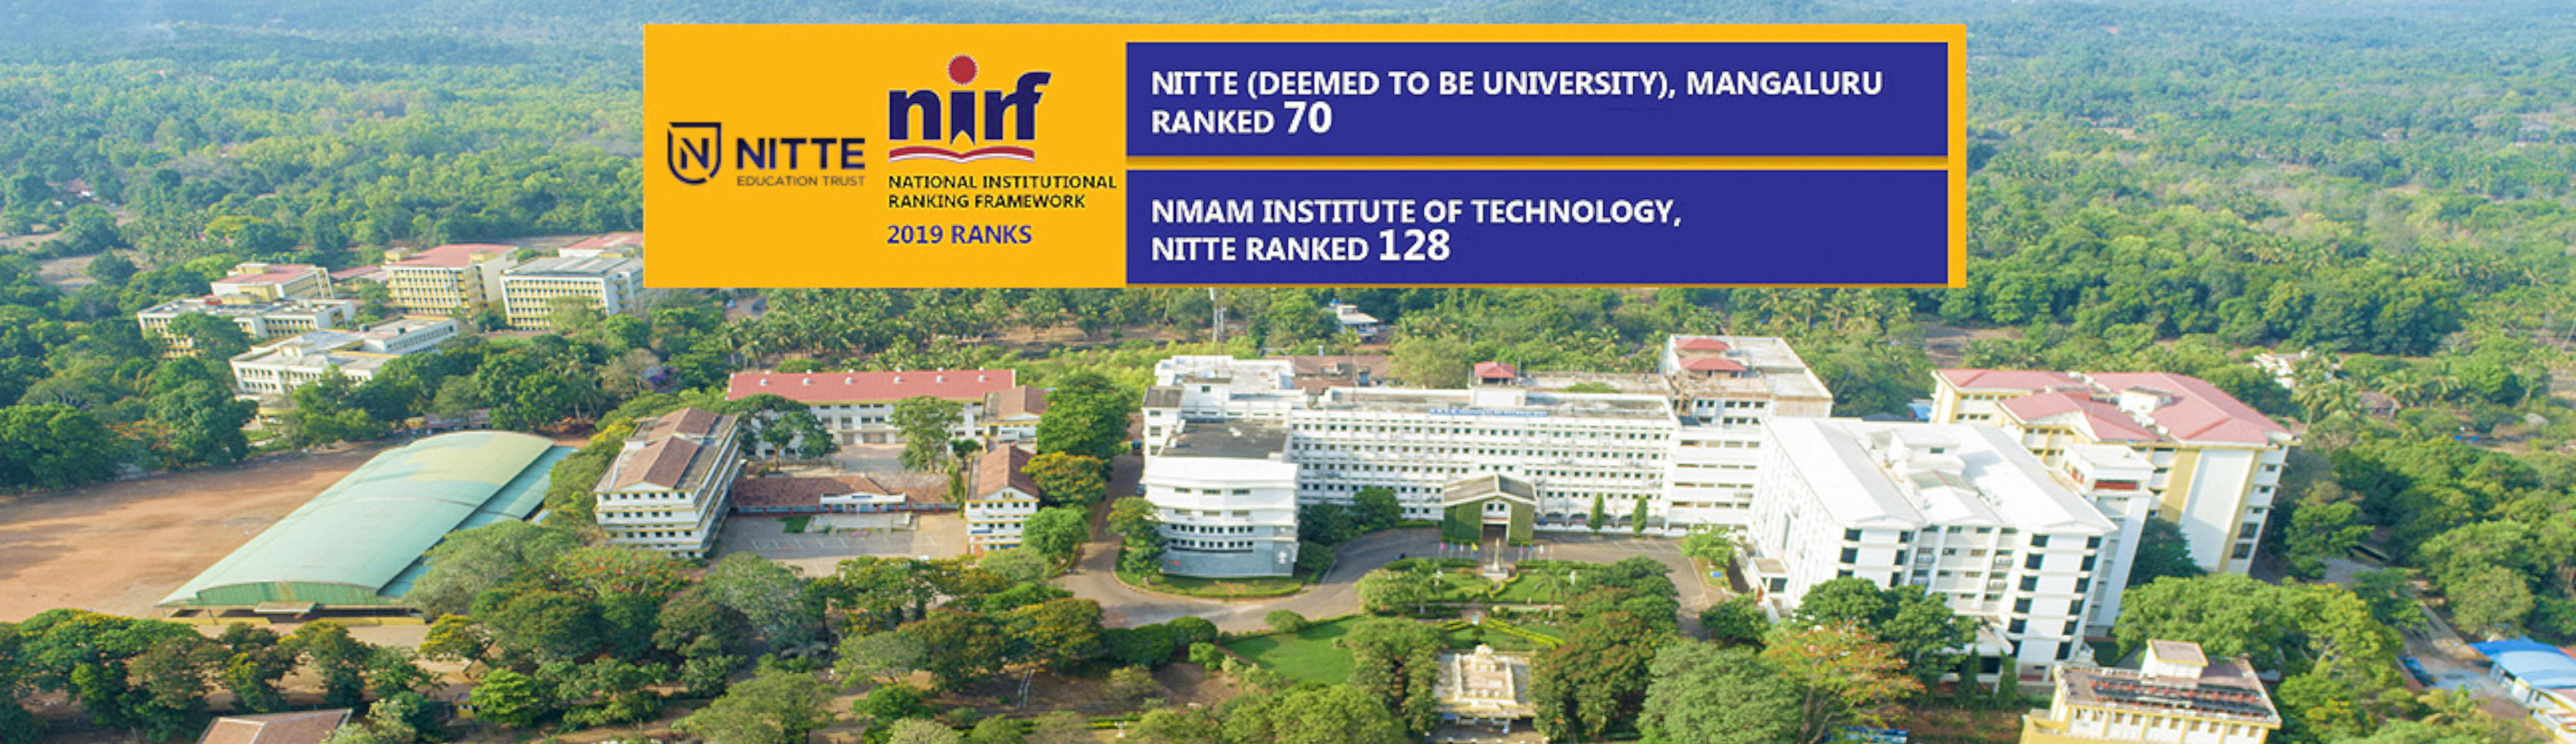 NITTE
EDUCATION TRUST
nirf
NATIONAL INSTITUTIONAL
RANKING FRAMEWORK
2019 RANKS
NITTE (DEEMED TO BE UNIVERSITY), MANGALURU
RANKED 70
NMAM INSTITUTE OF TECHNOLOGY,
NITTE RANKED 128